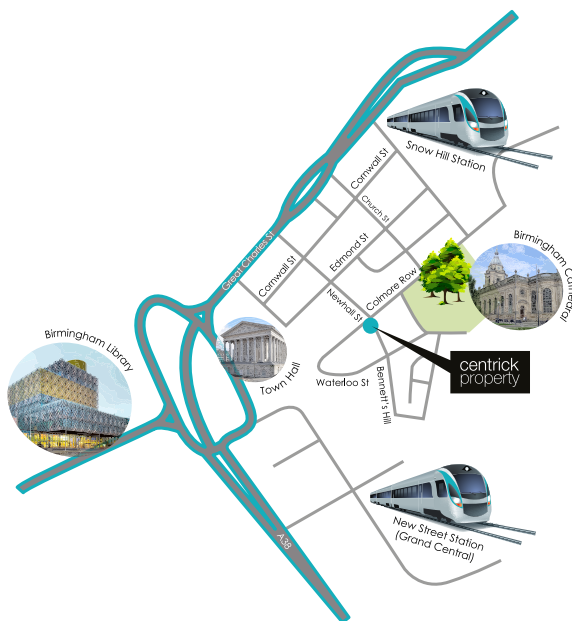 Snow Hill Station
Cornwall St
Church St
Great Charles St
Cornwall St
Edmond St
Birmingham Cathedral
Colmore Row
Newhall St
Birmingham Library
Town Hall
Waterloo St
Bennett's Hill
centrick
property
New Street Station
(Grand Central)
A38